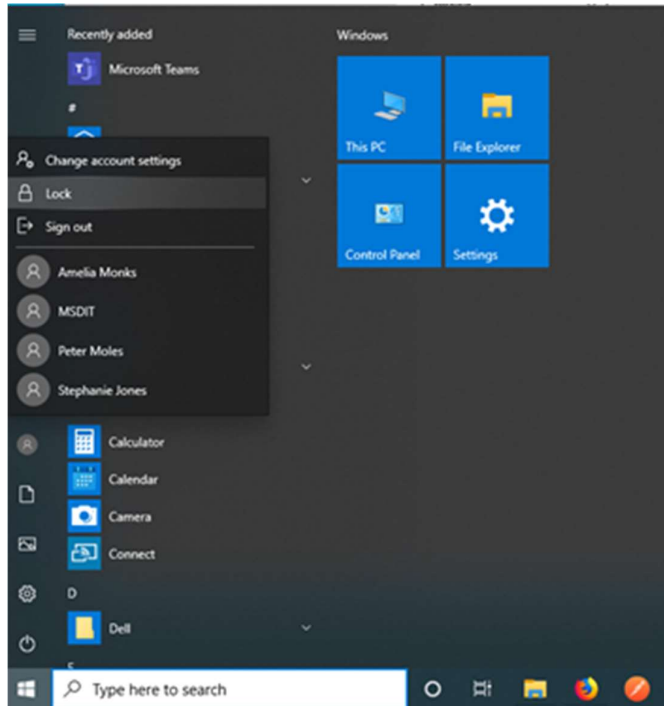 Recently added
Windows
Microsoft Teams
#
This PC
File Explorer
Change account settings
Lock
Sign out
Control Panel
Settings
Amelia Monks
MSDIT
Peter Moles
Stephanie Jones
Calculator
Calendar
Camera
Connect
D
Dell
Type here to search